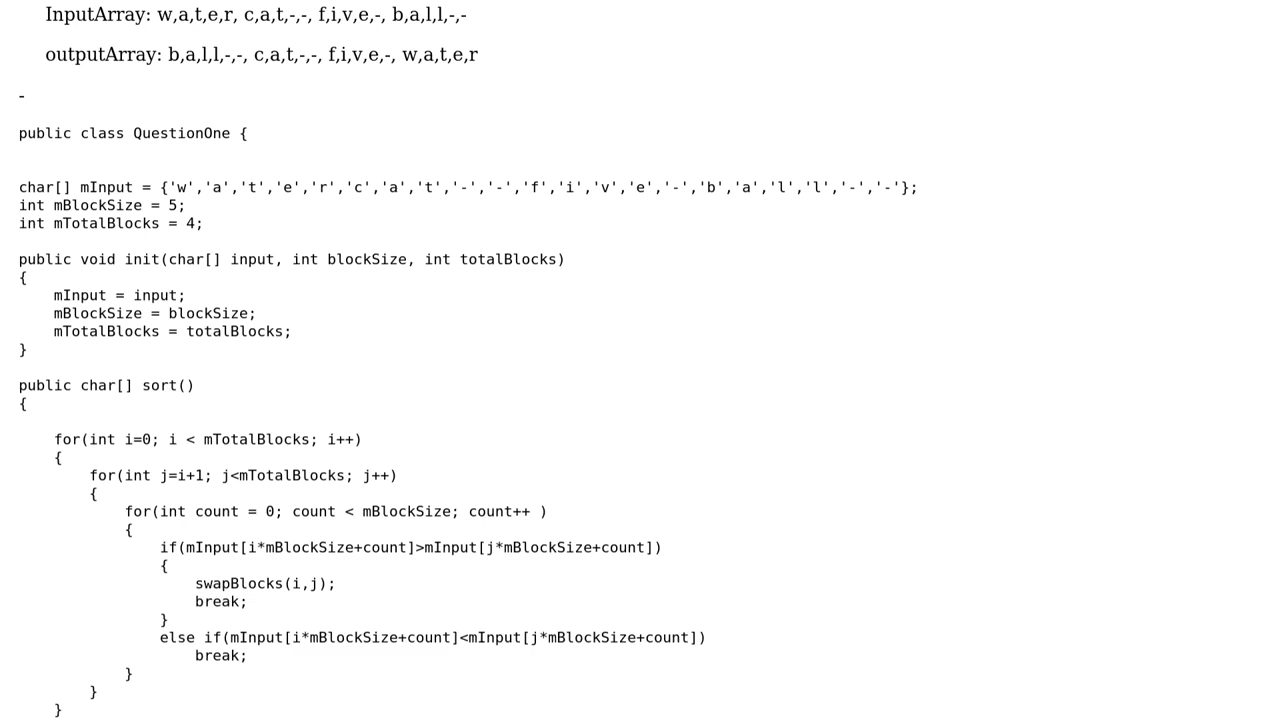 InputArray: w,a,t,e,r, c,a,t,-,-, f,i,v,e,-, b,a,l,l,-,-
outputArray: b,a,l,l,-,-, c,a,t,-,-, f,i,v,e,-, w,a,t,e,r
-
public class QuestionOne {
char[] mInput = {'w','a','t','e','r','c','a','t','-','-','f','i','v','e','-','b','a','l','l','-','-'};
int mBlockSize = 5;
int mTotalBlocks = 4;
public void init(char[] input, int blockSize, int totalBlocks)
{
    mInput = input;
    mBlockSize = blockSize;
    mTotalBlocks = totalBlocks;
}
public char[] sort()
{
    for(int i=0; i < mTotalBlocks; i++)
    {
        for(int j=i+1; j<mTotalBlocks; j++)
        {
            for(int count = 0; count < mBlockSize; count++ )
            {
                if(mInput[i*mBlockSize+count]>mInput[j*mBlockSize+count])
                {
                    swapBlocks(i,j);
                    break;
                }
                else if(mInput[i*mBlockSize+count]<mInput[j*mBlockSize+count])
                    break;
            }
        }
    }